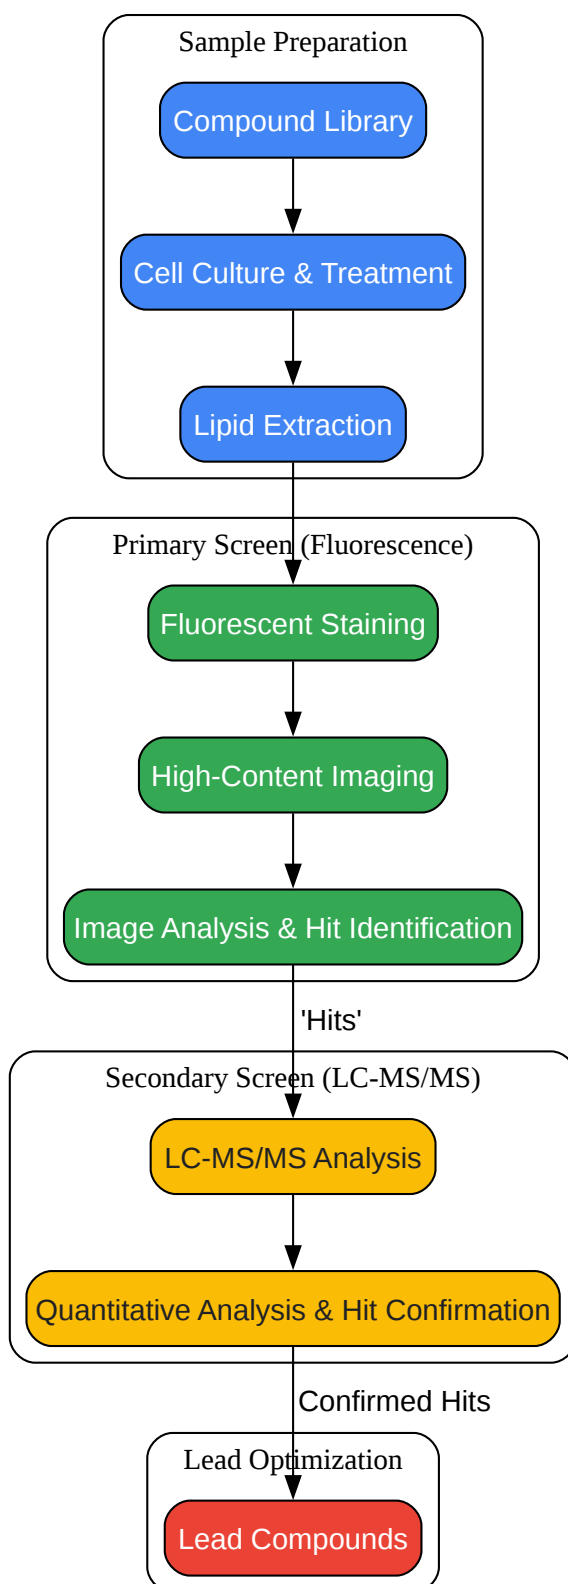 Sample Preparation
Compound Library
Cell Culture & Treatment
Lipid Extraction
Primary Screen (Fluorescence)
Fluorescent Staining
High-Content Imaging
Image Analysis & Hit Identification
'Hits'
Secondary Screen (LC-MS/MS)
LC-MS/MS Analysis
Quantitative Analysis & Hit Confirmation
Confirmed Hits
Lead Optimization
Lead Compounds